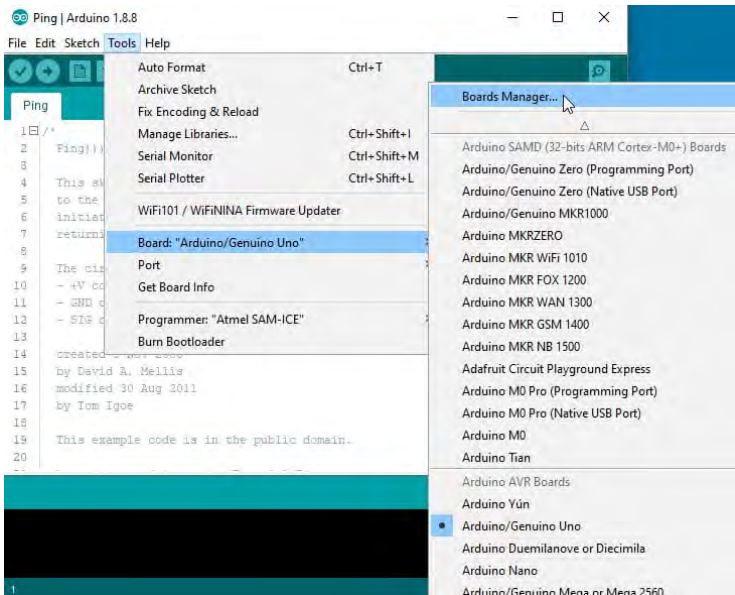 Ping | Arduino 1.8.8
File Edit Sketch Tools Help
Ping
Auto Format Ctrl+T
Archive Sketch
Fix Encoding & Reload
Manage Libraries... Ctrl+Shift+I
Serial Monitor Ctrl+Shift+M
Serial Plotter Ctrl+Shift+L
WiFi101 / WiFiNINA Firmware Updater
Board: "Arduino/Genuino Uno"
Port
Get Board Info
Programmer: "Atmel SAM-ICE"
Burn Bootloader
Boards Manager...
Arduino SAMD (32-bits ARM Cortex-M0+) Boards
Arduino/Genuino Zero (Programming Port)
Arduino/Genuino Zero (Native USB Port)
Arduino/Genuino MKR1000
Arduino MKRZERO
Arduino MKR WiFi 1010
Arduino MKR FOX 1200
Arduino MKR WAN 1300
Arduino MKR GSM 1400
Arduino MKR NB 1500
Adafruit Circuit Playground Express
Arduino M0 Pro (Programming Port)
Arduino M0 Pro (Native USB Port)
Arduino M0
Arduino Tian
Arduino AVR Boards
Arduino Yún
Arduino/Genuino Uno
Arduino Duemilanove or Diecimila
Arduino Nano
Arduino/Genuino Mega or Mega 2560
1 /*
2 Ping)))
3
4 This
5 to the
6
7
8
9 The
10 - +V
11 - GND
12 - SIG
13
14 created
15 by David A. Mellis
16 modified 30 Aug 2011
17 by Tom Igoe
18
19 This example code is in the public domain.
20
1